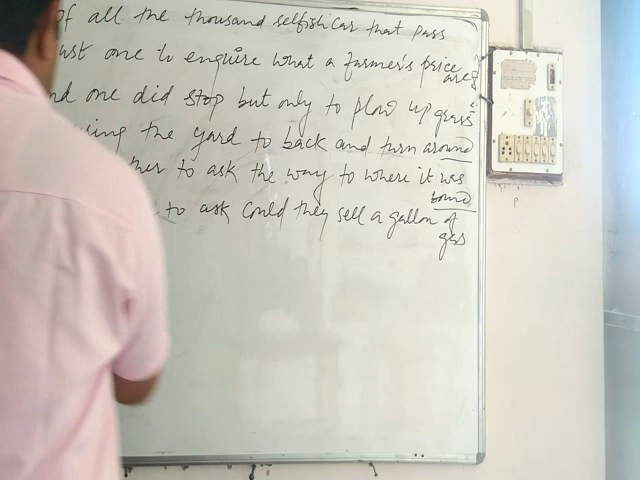 of all the thousand selfish car that pass
ust one to enquire what a farmer's price are
nd one did stop but only to plow up grass
ing the yard to back and turn around
ther to ask the way to where it was bound
to ask could they sell a gallon of gas